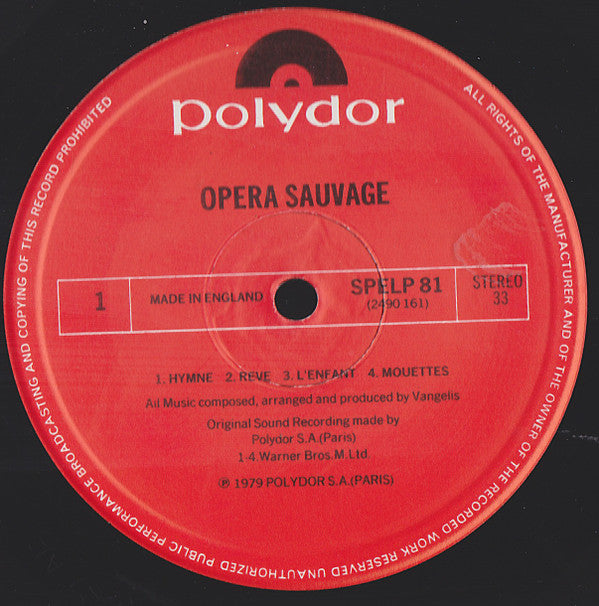 polydor
OPERA SAUVAGE
1
MADE IN ENGLAND
SPELP 81
(2490 161)
STEREO
33
1. HYMNE 2. REVE 3. L'ENFANT 4. MOUETTES
All Music composed, arranged and produced by Vangelis
Original Sound Recording made by
Polydor S.A.(Paris)
1-4.Warner Bros.M.Ltd
℗ 1979 POLYDOR S.A.(PARIS)
ALL RIGHTS OF THE MANUFACTURER AND OF THE OWNER OF THE RECORDED WORK RESERVED UNAUTHORIZED PUBLIC PERFORMANCE BROADCASTING AND COPYING OF THIS RECORD PROHIBITED